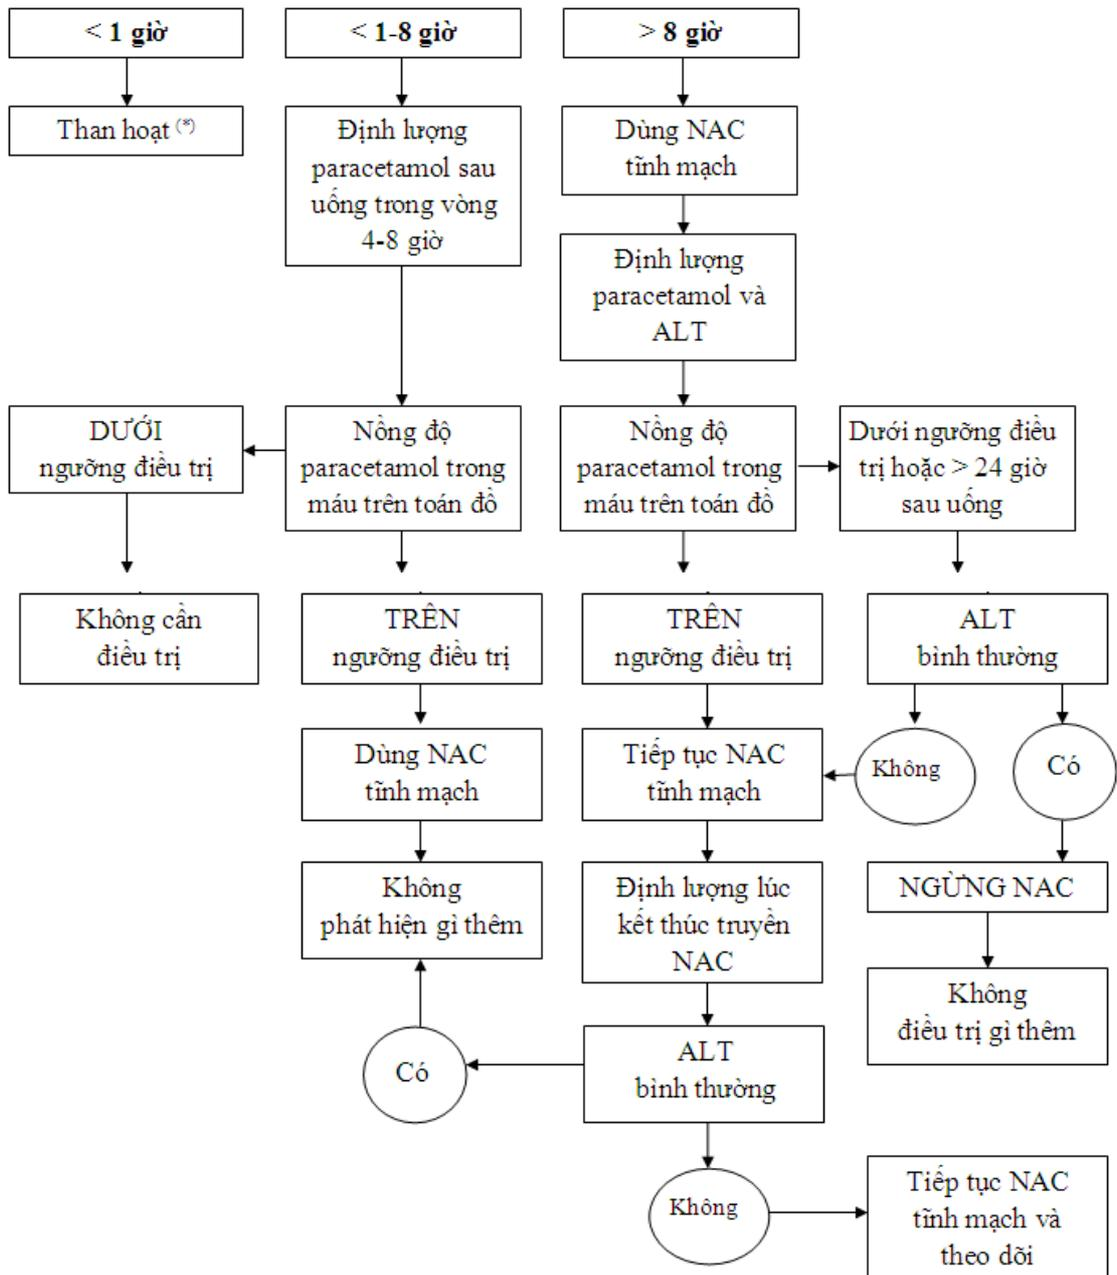 < 1 giờ
< 1-8 giờ
> 8 giờ
Than hoạt (*)
Định lượng
paracetamol sau
uống trong vòng
4-8 giờ
Dùng NAC
tĩnh mạch
Định lượng
paracetamol và
ALT
DƯỚI
ngưỡng điều trị
Nồng độ
paracetamol trong
máu trên toán đồ
Nồng độ
paracetamol trong
máu trên toán đồ
Dưới ngưỡng điều
trị hoặc > 24 giờ
sau uống
Không cần
điều trị
TRÊN
ngưỡng điều trị
TRÊN
ngưỡng điều trị
ALT
bình thường
Dùng NAC
tĩnh mạch
Tiếp tục NAC
tĩnh mạch
Không
Có
Không
phát hiện gì thêm
Định lượng lúc
kết thúc truyền
NAC
NGỪNG NAC
Không
điều trị gì thêm
Có
ALT
bình thường
Không
Tiếp tục NAC
tĩnh mạch và
theo dõi